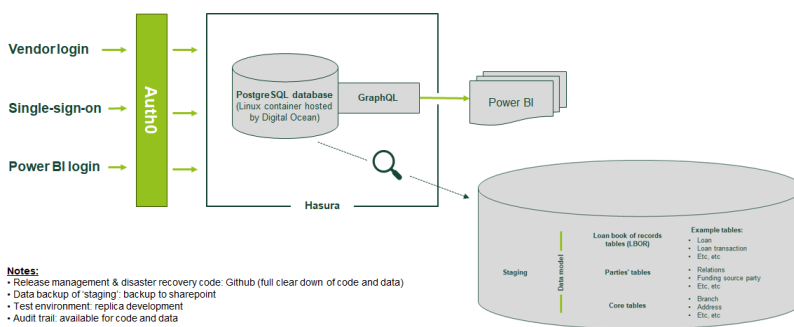 Vendor login
Single-sign-on
Power BI login
Auth0
PostgreSQL database
(Linux container hosted
by Digital Ocean)
GraphQL
Hasura
Power BI
Staging
Data model
Loan book of records
tables (LBOR)
Parties' tables
Core tables
Example tables:
• Loan
• Loan transaction
• Etc, etc
• Relations
• Funding source party
• Etc, etc
• Branch
• Address
• Etc, etc
Notes:
• Release management & disaster recovery code: Github (full clear down of code and data)
• Data backup of 'staging': backup to sharepoint
• Test environment: replica development
• Audit trail: available for code and data